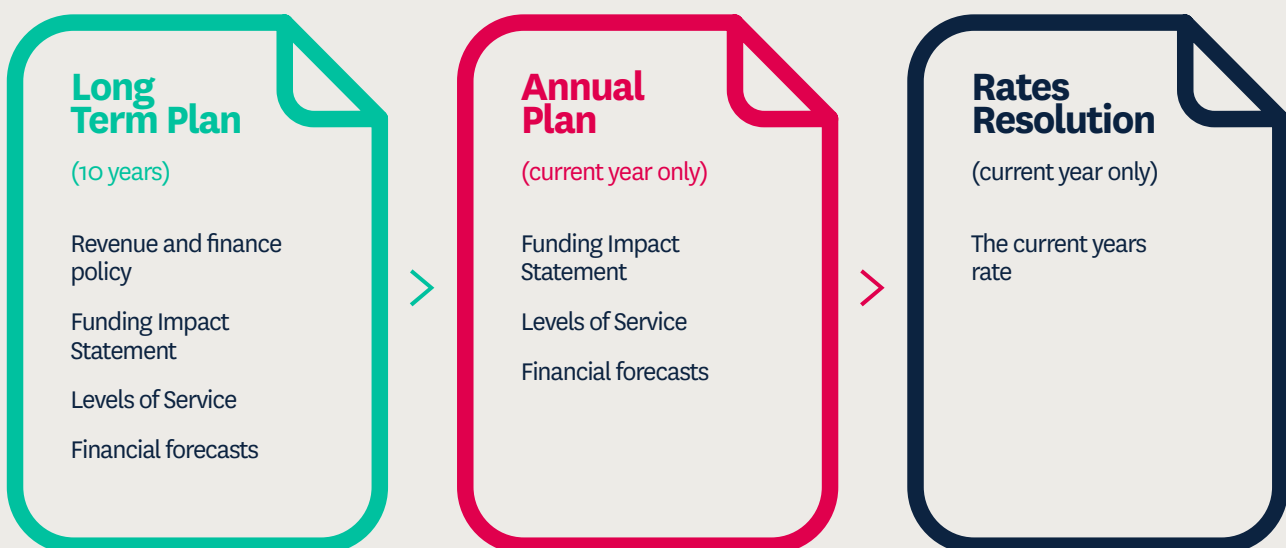 Long
Term Plan
(10 years)
Revenue and finance
policy
Funding Impact
Statement
Levels of Service
Financial forecasts
Annual
Plan
(current year only)
Funding Impact
Statement
Levels of Service
Financial forecasts
Rates
Resolution
(current year only)
The current years
rate